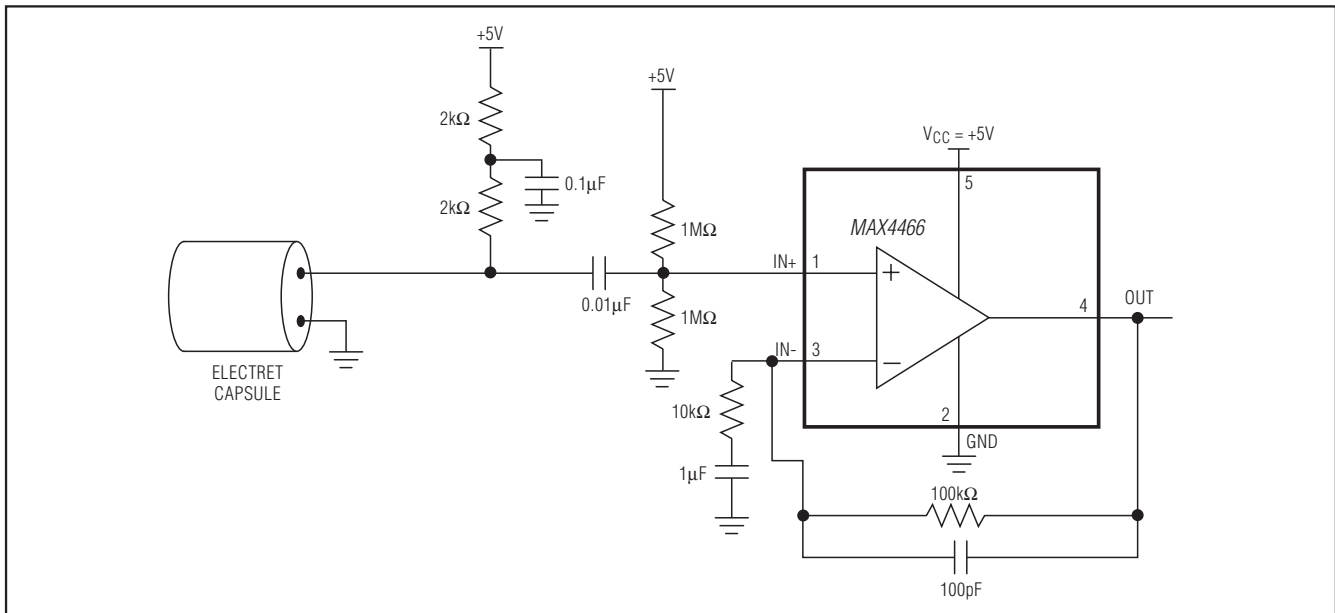 +5V
+5V
2kΩ
VCC = +5V
5
0.1µF
2kΩ
1MΩ
MAX4466
IN+
1
+
OUT
4
0.01µF
1MΩ
IN-
3
−
ELECTRET
CAPSULE
10kΩ
2
GND
1µF
100kΩ
100pF